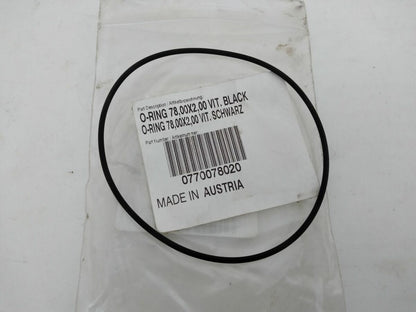 Part Description / Artikelbezeichnung:
O-RING 78,00X2,00 VIT. BLACK
O-RING 78,00X2,00 VIT. SCHWARZ
Part Number / Artikelnummer:
0770078020
MADE IN AUSTRIA